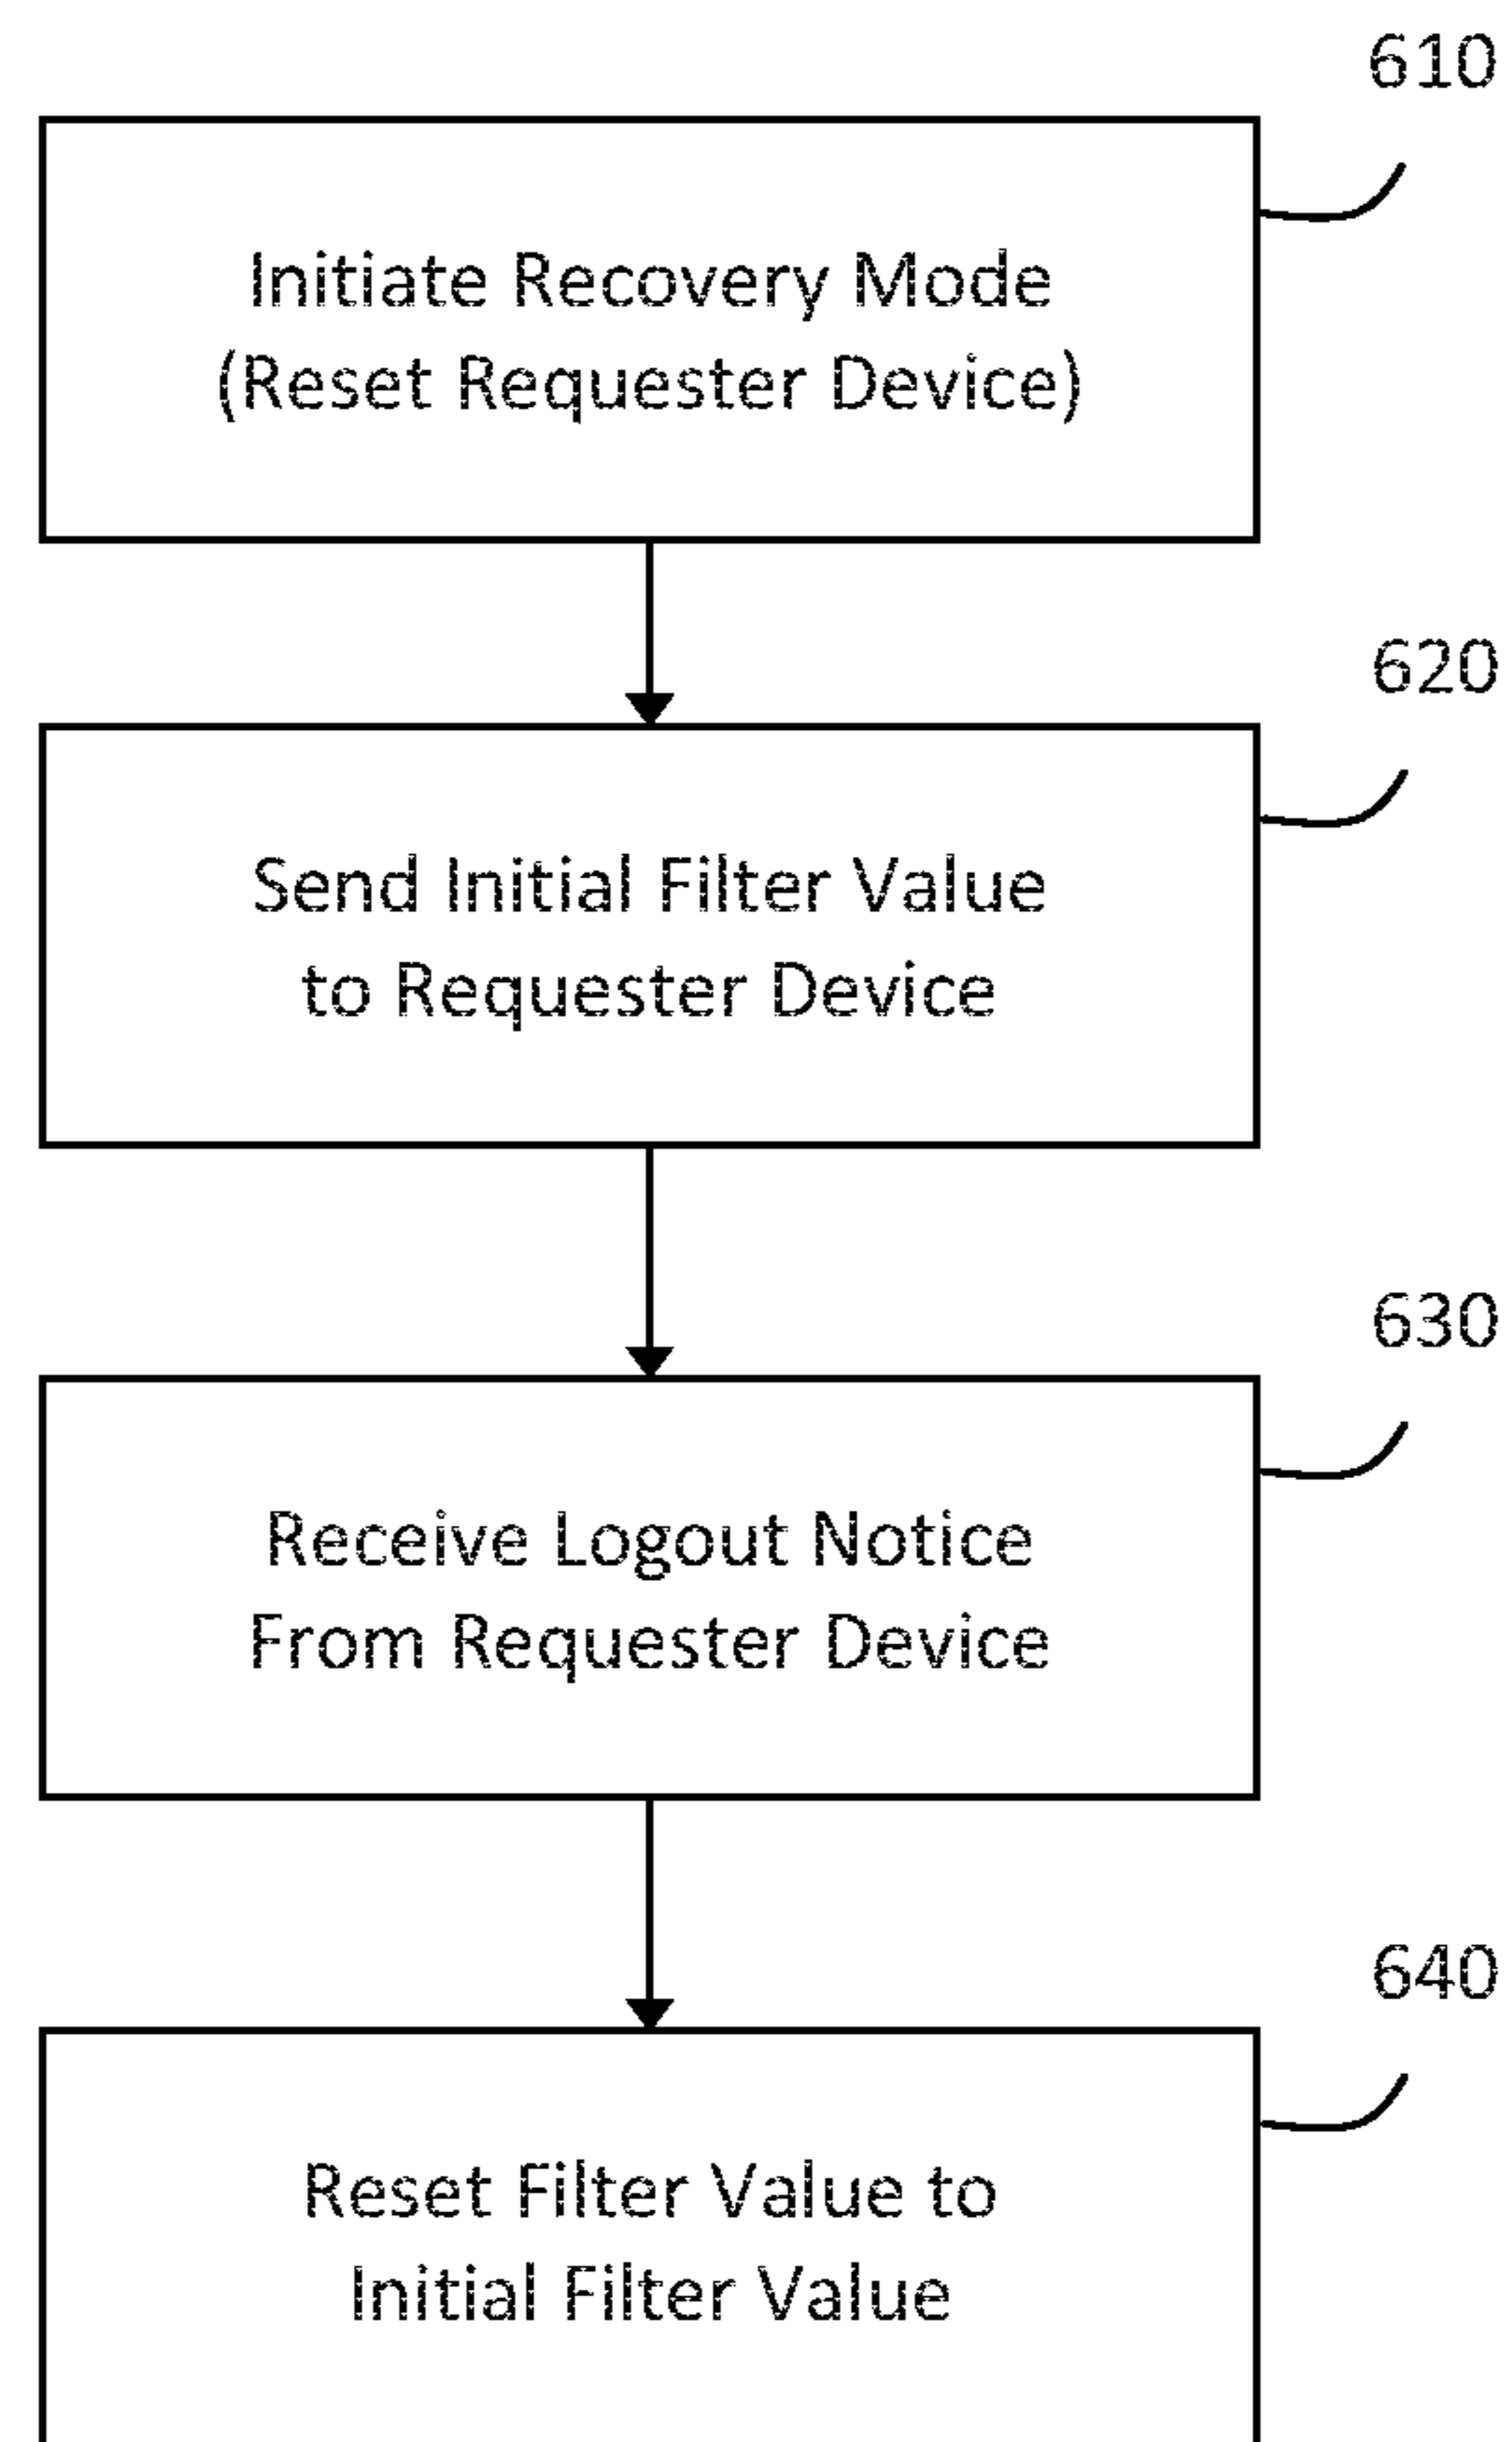 610
Initiate Recovery Mode
(Reset Requester Device)
620
Send Initial Filter Value
to Requester Device
630
Receive Logout Notice
From Requester Device
640
Reset Filter Value to
Initial Filter Value